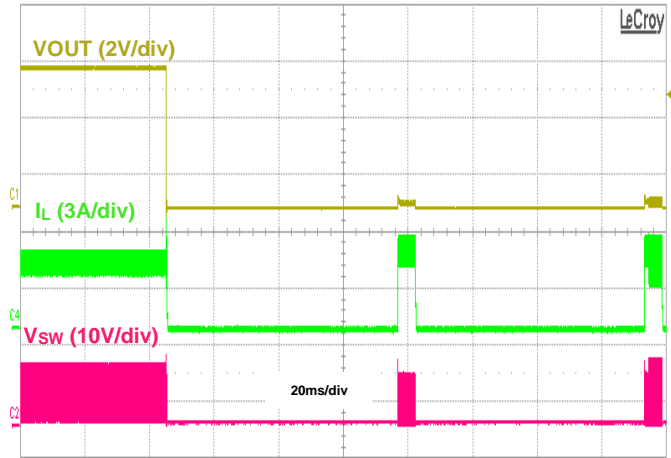 LeCroy
VOUT (2V/div)
C1
IL (3A/div)
C4
VSW (10V/div)
20ms/div
C2